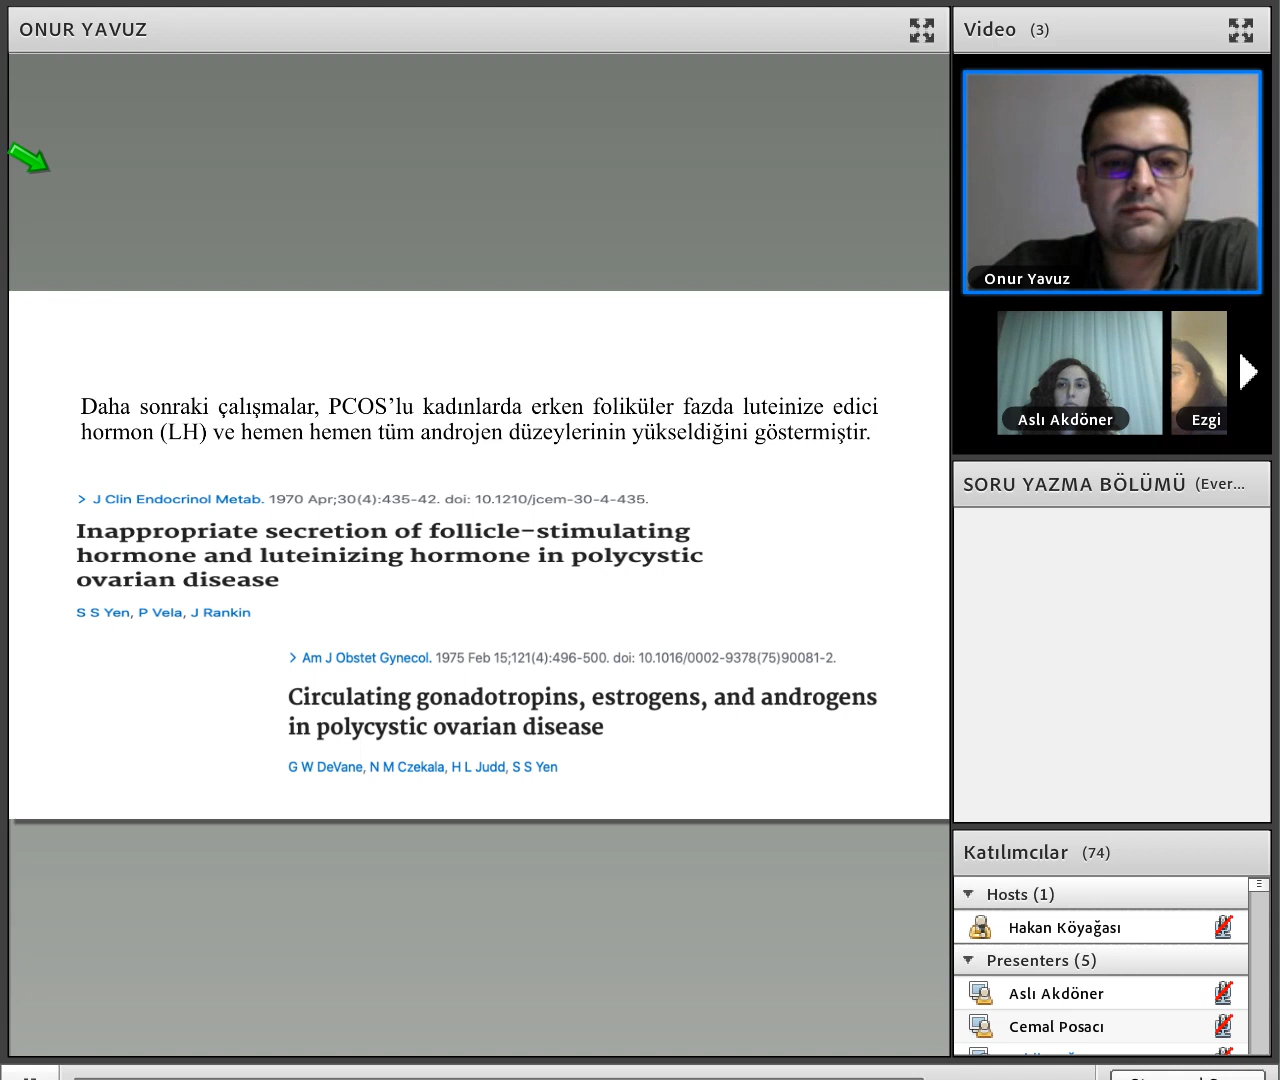 ONUR YAVUZ
Daha sonraki çalışmalar, PCOS’lu kadınlarda erken foliküler fazda luteinize edici
hormon (LH) ve hemen hemen tüm androjen düzeylerinin yükseldiğini göstermiştir.
> J Clin Endocrinol Metab. 1970 Apr;30(4):435-42. doi: 10.1210/jcem-30-4-435.
Inappropriate secretion of follicle-stimulating
hormone and luteinizing hormone in polycystic
ovarian disease
S S Yen, P Vela, J Rankin
> Am J Obstet Gynecol. 1975 Feb 15;121(4):496-500. doi: 10.1016/0002-9378(75)90081-2.
Circulating gonadotropins, estrogens, and androgens
in polycystic ovarian disease
G W DeVane, N M Czekala, H L Judd, S S Yen
Video (3)
Onur Yavuz
Aslı Akdöner
Ezgi
SORU YAZMA BÖLÜMÜ (Ever...
Katılımcılar (74)
Hosts (1)
Hakan Köyağası
Presenters (5)
Aslı Akdöner
Cemal Posacı